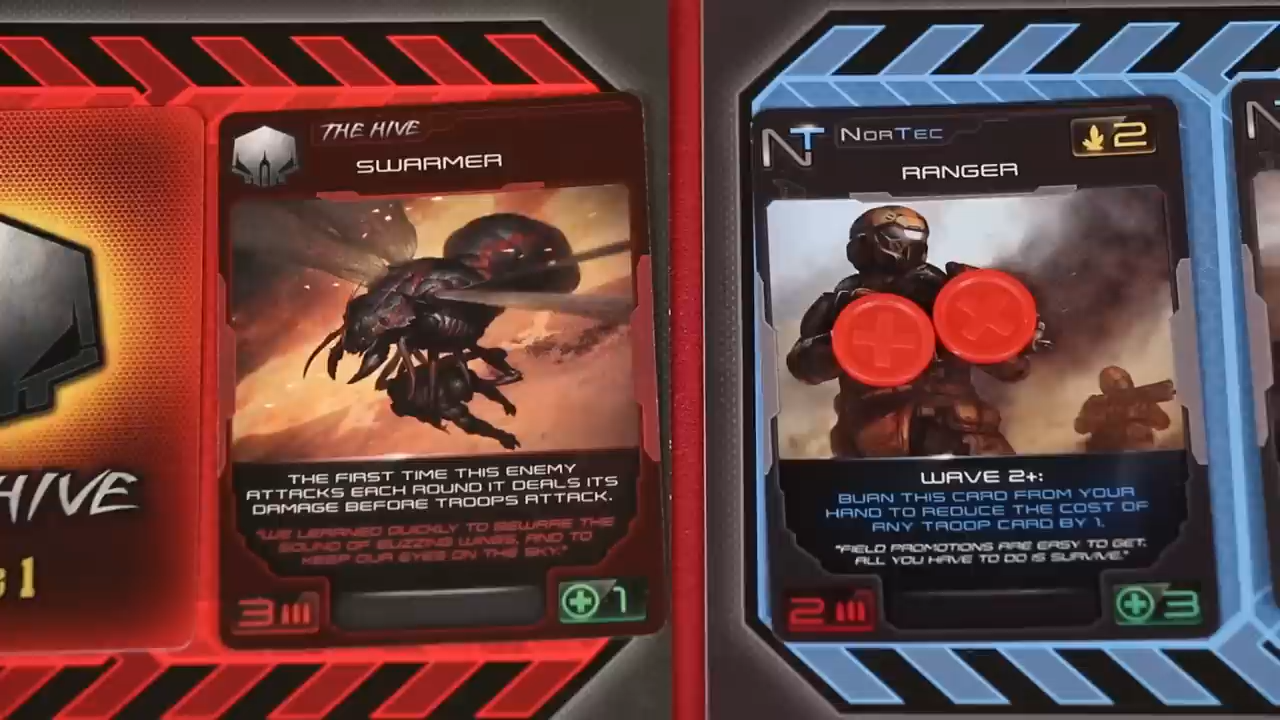 THE HIVE
SWARMER
THE FIRST TIME THIS ENEMY
ATTACKS EACH ROUND IT DEALS ITS
DAMAGE BEFORE TROOPS ATTACK.
"WE LEARNED QUICKLY TO BEWARE THE
SOUND OF BUZZING WINGS, AND TO
KEEP OUR EYES ON THE SKY."
3
1
HIVE
1
NT NORTEC
2
RANGER
WAVE 2+:
BURN THIS CARD FROM YOUR
HAND TO REDUCE THE COST OF
ANY TROOP CARD BY 1.
"FIELD PROMOTIONS ARE EASY TO GET.
ALL YOU HAVE TO DO IS SURVIVE."
2
3
N